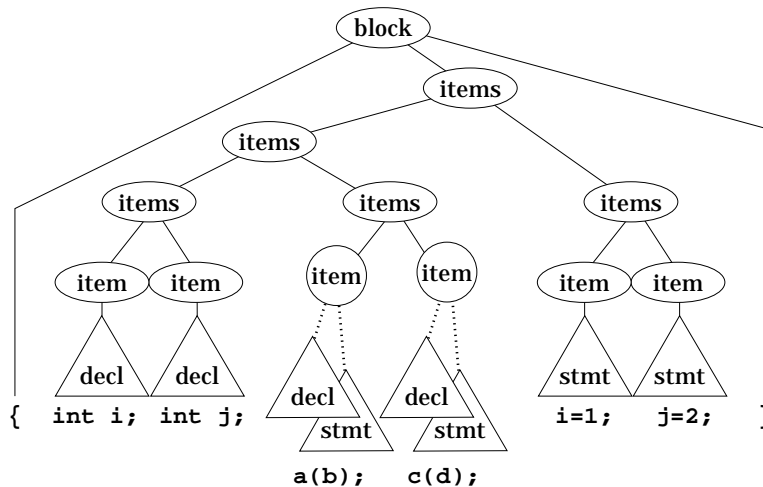 block
items
items
items
items
items
item
item
item
item
item
item
decl
decl
decl
stmt
decl
stmt
stmt
stmt
{ int i; int j; i=1; j=2; }
a(b); c(d);